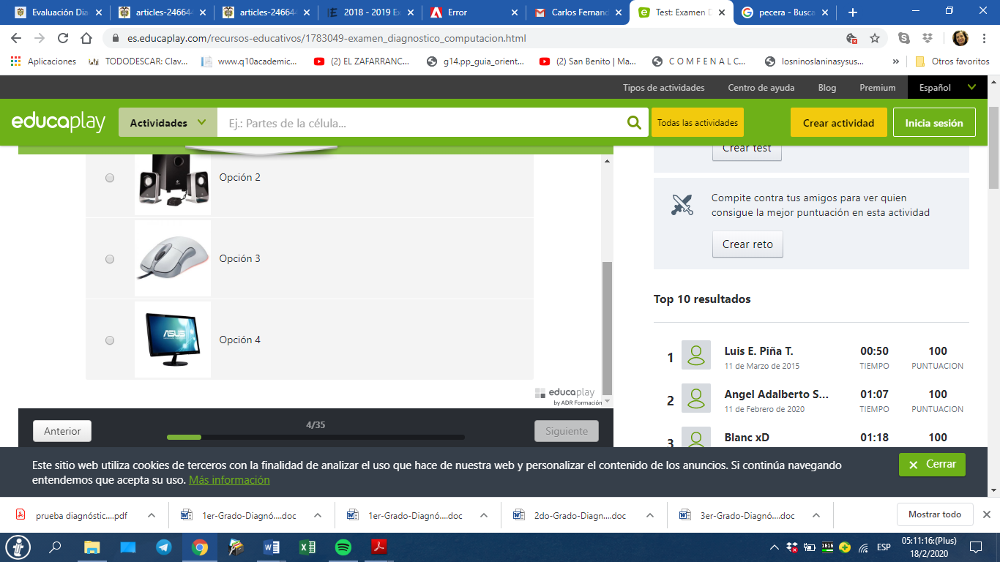 Evaluación Dia
articles-24664
articles-24664
2018 - 2019 E
Error
Carlos Fernand
Test: Examen D
pecera - Busca
es.educaplay.com/recursos-educativos/1783049-examen_diagnostico_computacion.html
Aplicaciones
TODODESCAR: Clav...
www.q10academic...
(2) EL ZAFARRANC...
g14.pp_guia_orient...
(2) San Benito | Ma...
C O M F E N A L C...
losninoslaninasysus...
»
Otros favoritos
Tipos de actividades
Centro de ayuda
Blog
Premium
Español
educaplay
Actividades
Ej.: Partes de la célula...
Todas las actividades
Crear actividad
Inicia sesión
Opción 2
Opción 3
ASUS
Opción 4
educaplay
by ADR Formación
Anterior
4/35
Siguiente
Crear test
Compite contra tus amigos para ver quien
consigue la mejor puntuación en esta actividad
Crear reto
Top 10 resultados
1 Luis E. Piña T. 00:50 100
11 de Marzo de 2015 TIEMPO PUNTUACION
2 Angel Adalberto S... 01:07 100
11 de Febrero de 2020 TIEMPO PUNTUACION
3 Blanc xD 01:18 100
Este sitio web utiliza cookies de terceros con la finalidad de analizar el uso que hace de nuestra web y personalizar el contenido de los anuncios. Si continúa navegando
entendemos que acepta su uso. Más información
Cerrar
prueba diagnóstic....pdf
1er-Grado-Diagnó....doc
1er-Grado-Diagnó....doc
2do-Grado-Diagn....doc
3er-Grado-Diagnó....doc
Mostrar todo
1616
ESP
05:11:16:(Plus)
18/2/2020